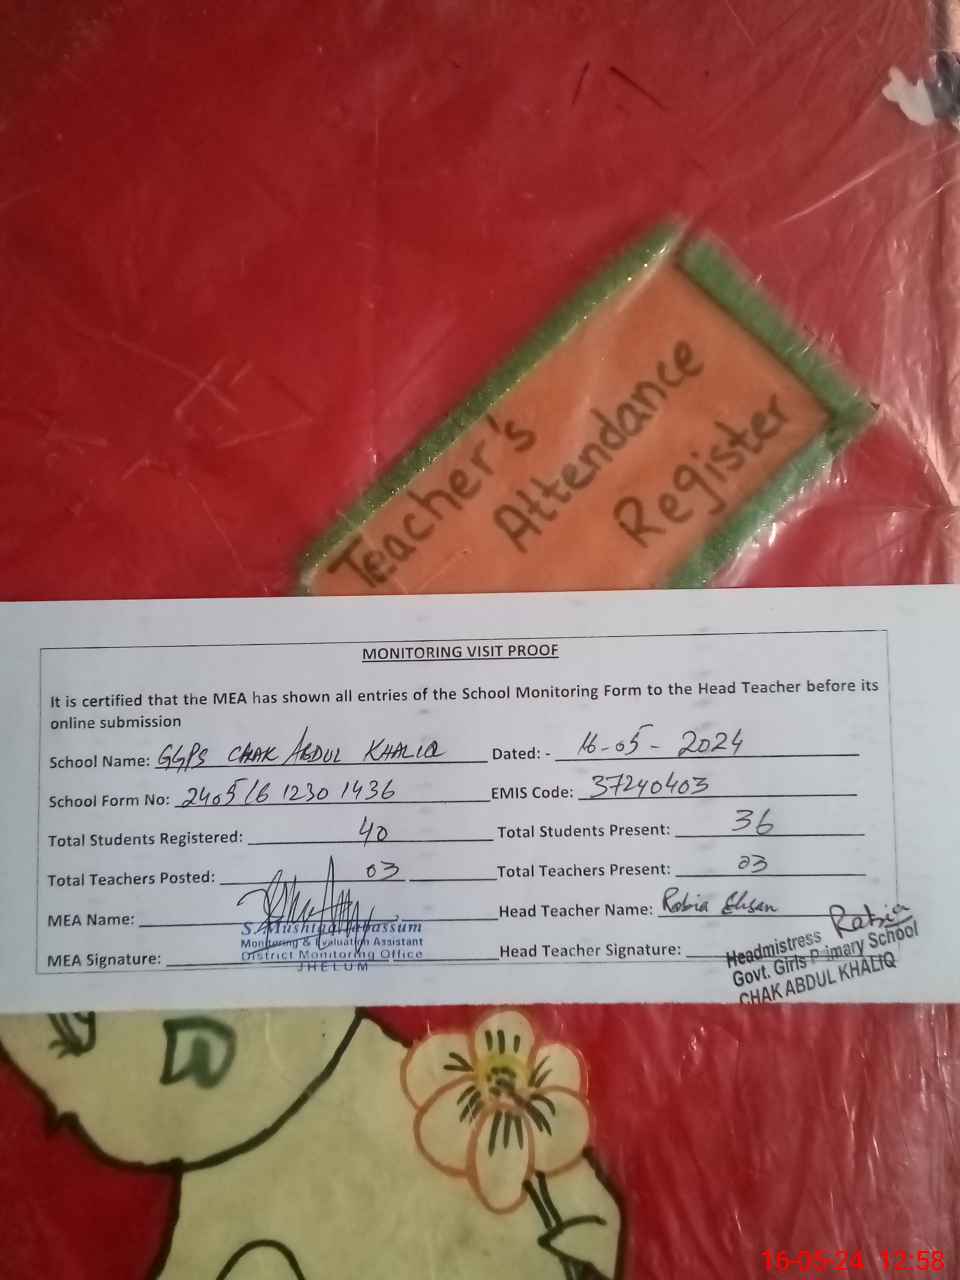 Teacher's
Attendance
Register
MONITORING VISIT PROOF
It is certified that the MEA has shown all entries of the School Monitoring Form to the Head Teacher before its
online submission
School Name: GGPS CHAK ABDUL KHALIQ Dated: - 16-05-2024
School Form No: 2405161230 1436 EMIS Code: 37240403
Total Students Registered: 40 Total Students Present: 36
Total Teachers Posted: 03 Total Teachers Present: 03
MEA Name: Head Teacher Name: Robia Ehsan
S. Mushtaq Tabassum
Monitoring & Evaluation Assistant
District Monitoring Office
JHELUM
MEA Signature: Head Teacher Signature: Rabia
Headmistress
Govt. Girls Primary School
CHAK ABDUL KHALIQ
16-05-24 12:58